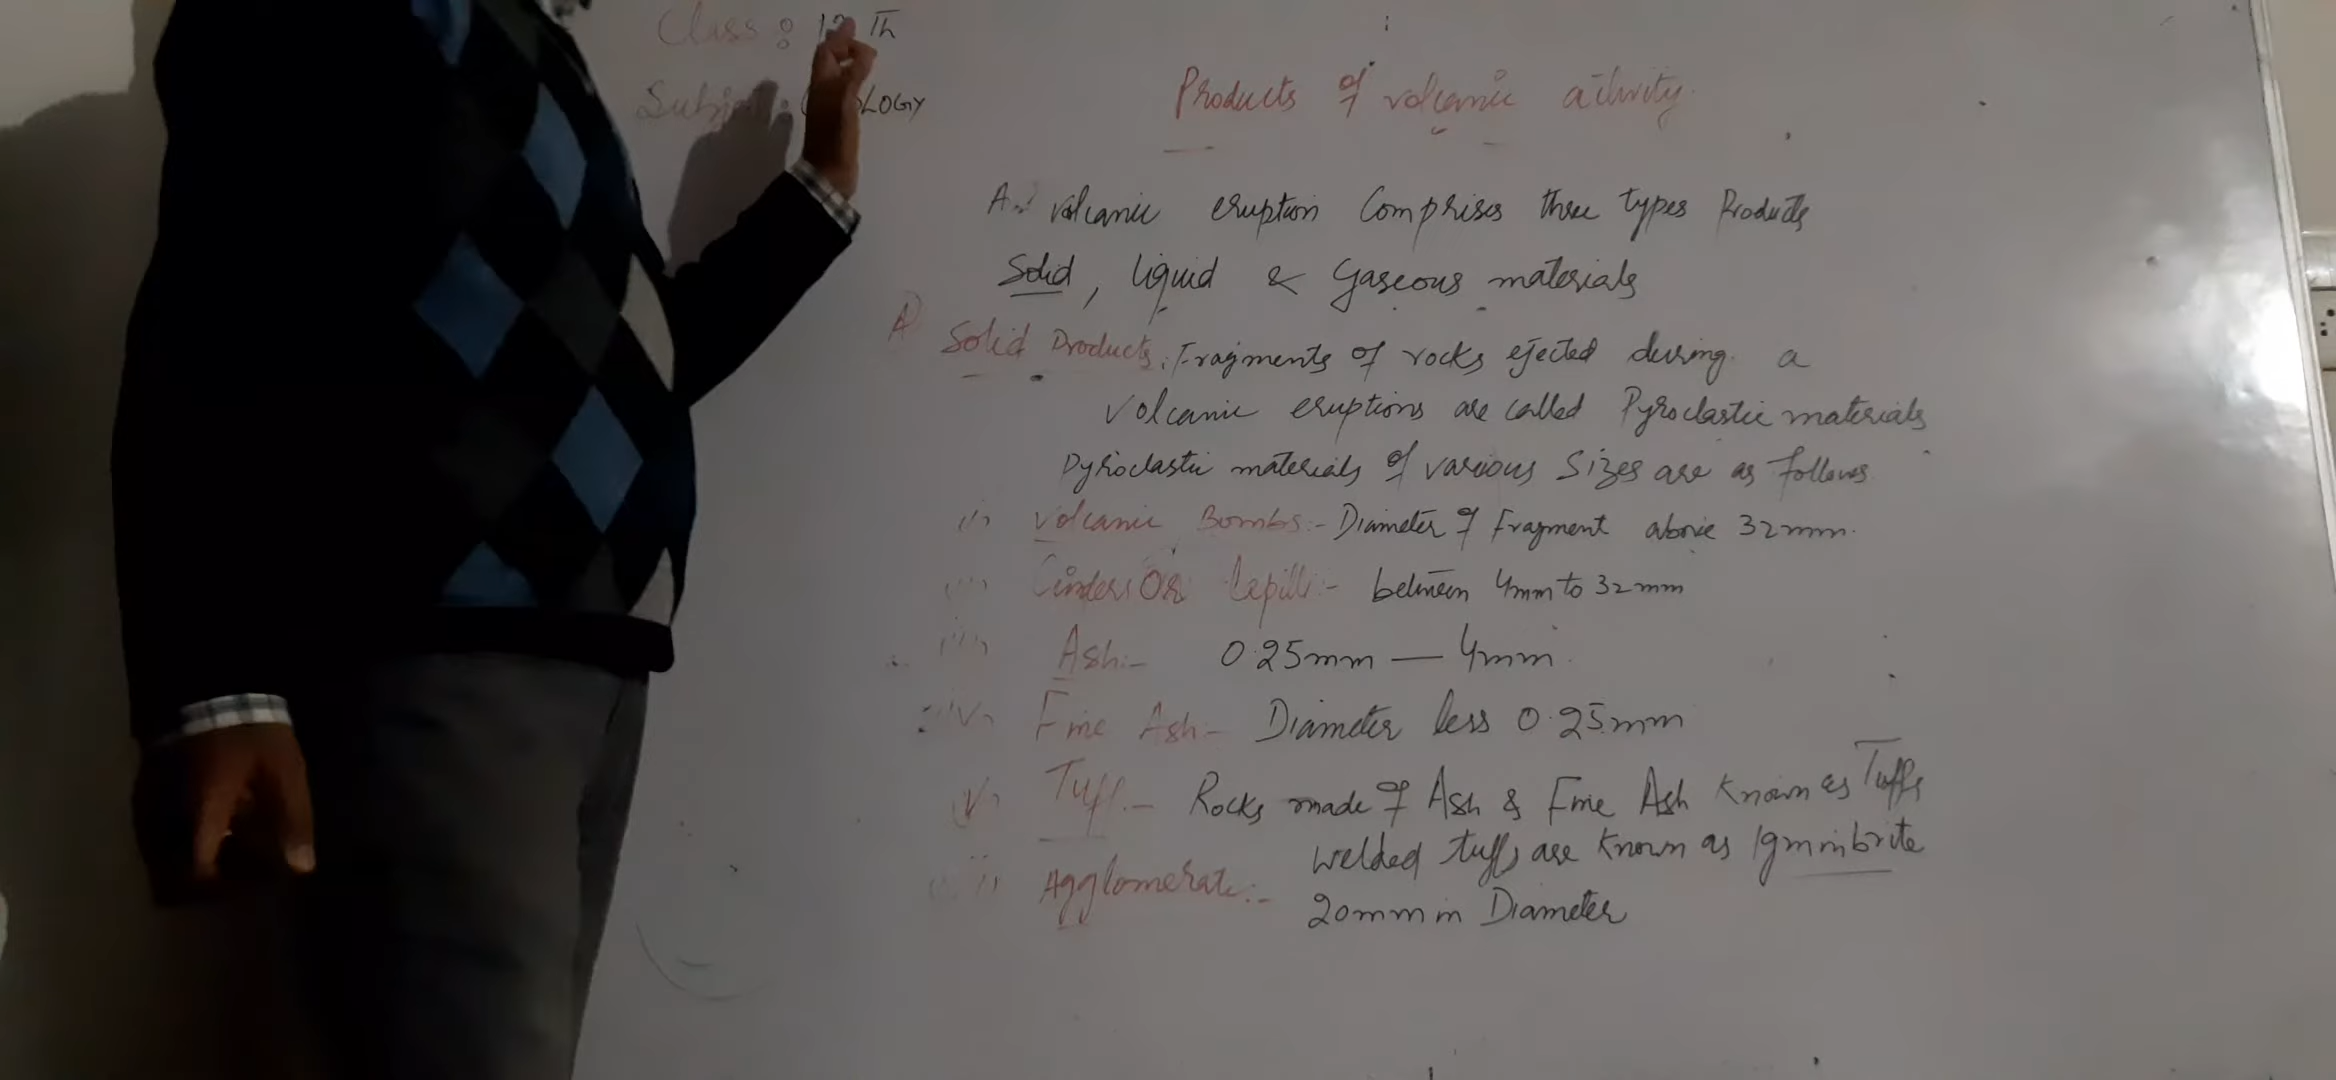 Class : 12 Th
Subject : LOGY
Products of volcanic activity
A volcanic eruption Comprises three types Products
Solid, liquid & Gaseous materials
A) Solid Products: Fragments of rocks ejected during a
Volcanic eruptions are called Pyroclastic materials
Pyroclastic materials of various Sizes are as follows
i) Volcanic Bombs:- Diameter of Fragment above 32mm.
ii) Cinders Or Lapilli:- between 4mm to 32mm
iii) Ash:- 0.25mm — 4mm.
iv) Fine Ash:- Diameter less 0.25mm
v) Tuff:- Rocks made of Ash & Fine Ash Known as Tuffs
welded tuffs are known as Ignimbrite
Agglomerate:- 20mm in Diameter